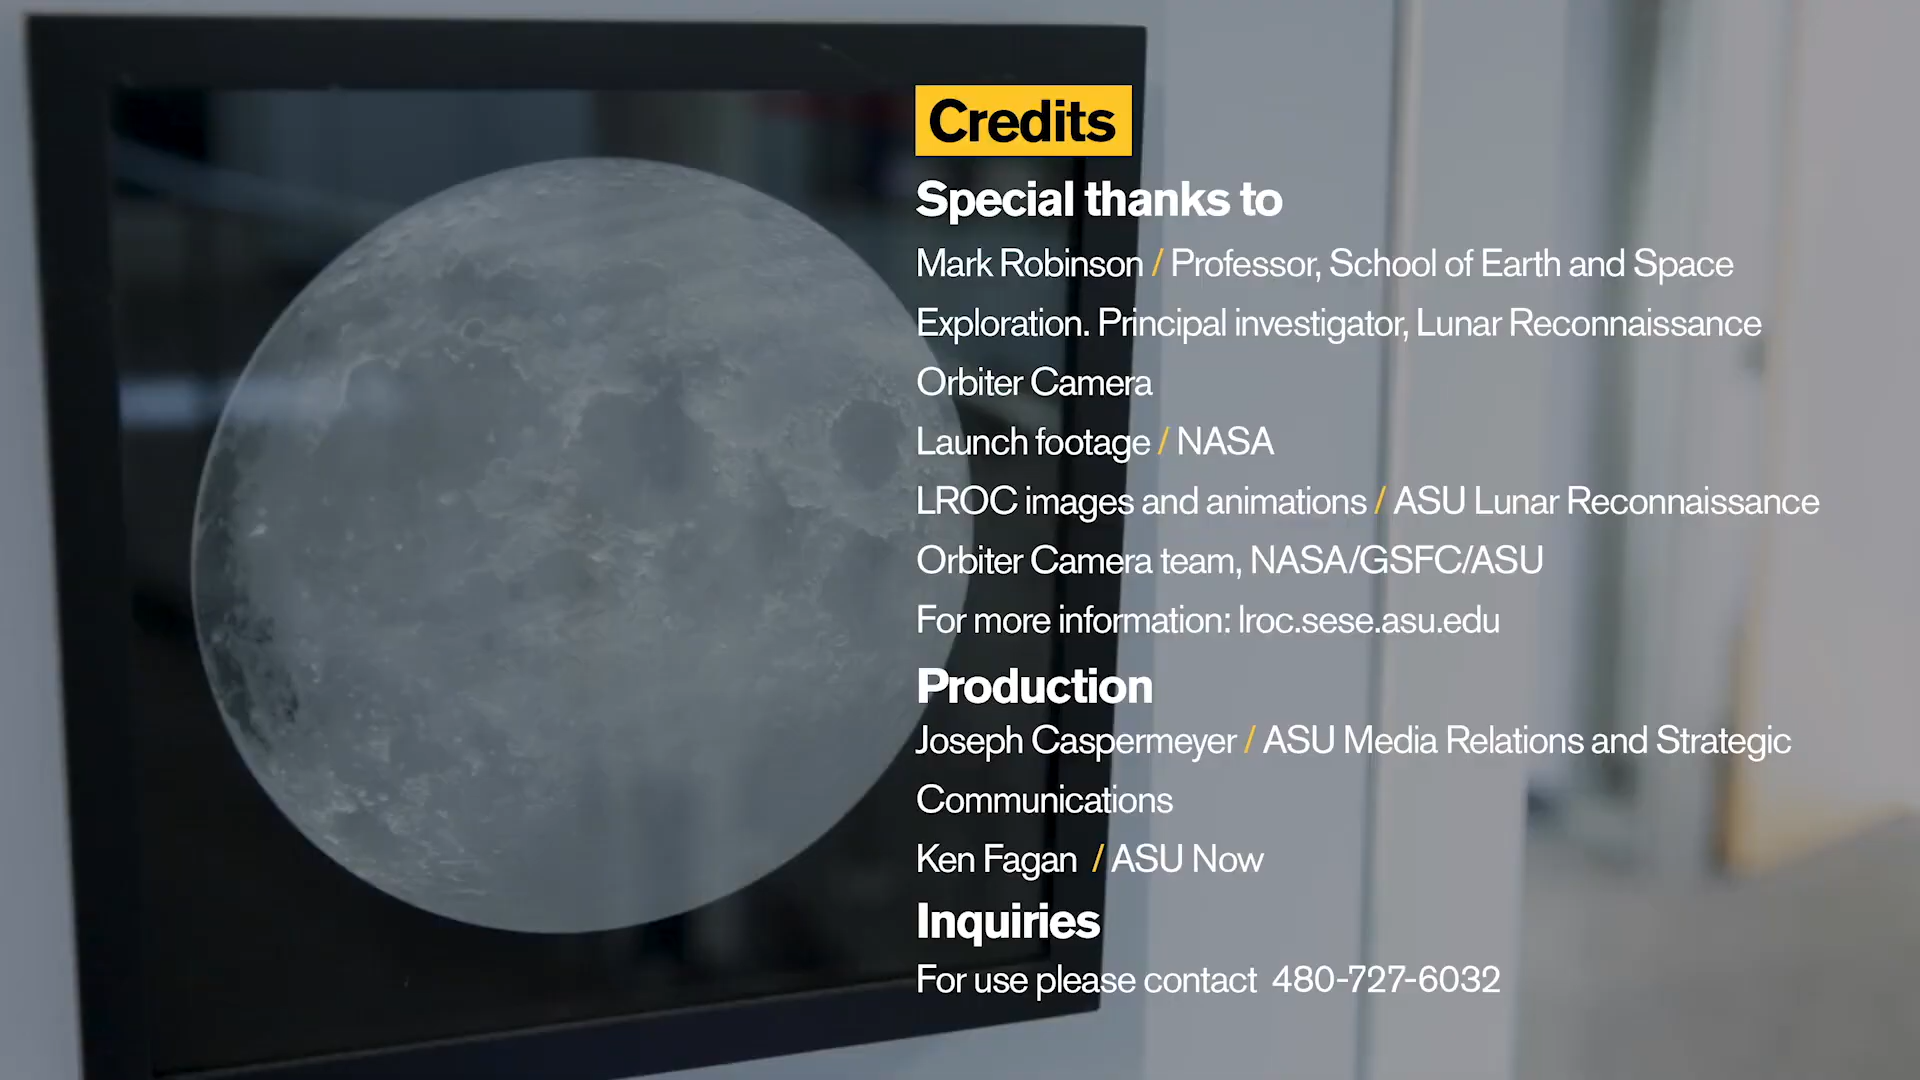 Credits
Special thanks to
Mark Robinson / Professor, School of Earth and Space
Exploration. Principal investigator, Lunar Reconnaissance
Orbiter Camera
Launch footage / NASA
LROC images and animations / ASU Lunar Reconnaissance
Orbiter Camera team, NASA/GSFC/ASU
For more information: lroc.sese.asu.edu
Production
Joseph Caspermeyer / ASU Media Relations and Strategic
Communications
Ken Fagan / ASU Now
Inquiries
For use please contact 480-727-6032